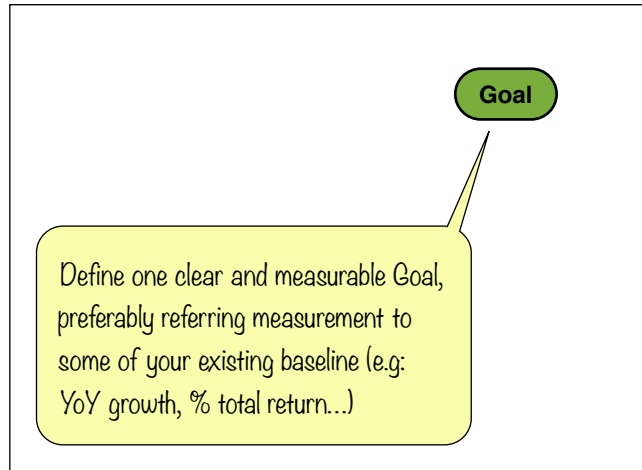 Goal
Define one clear and measurable Goal,
preferably referring measurement to
some of your existing baseline (e.g:
YoY growth, % total return...)